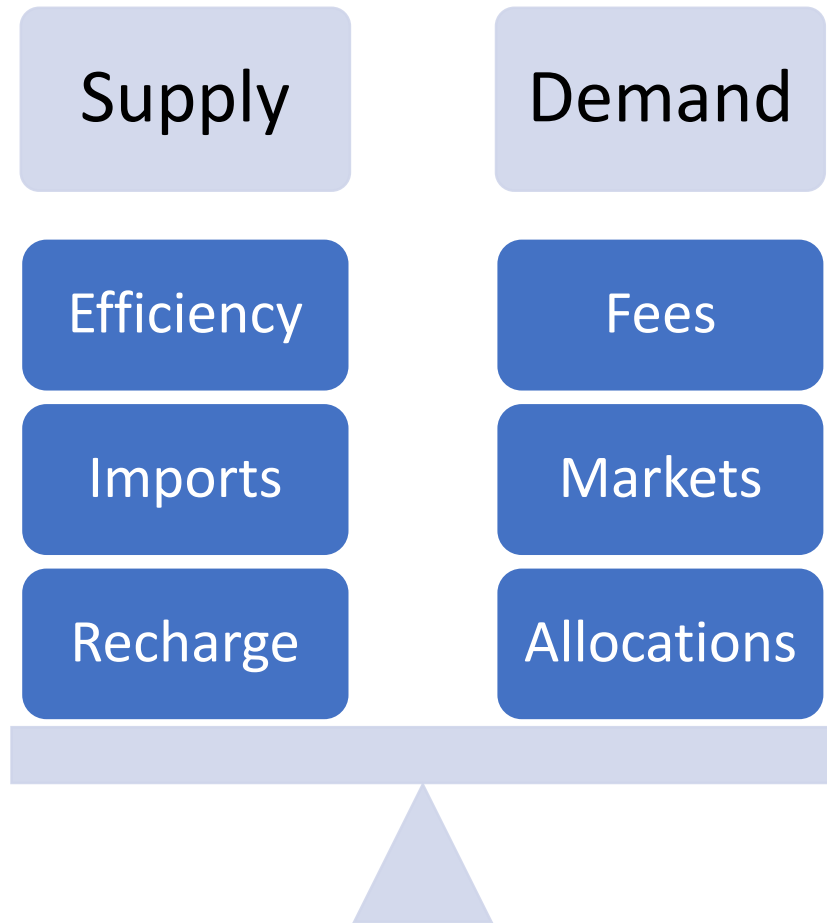 Supply
Demand
Efficiency
Fees
Imports
Markets
Recharge
Allocations